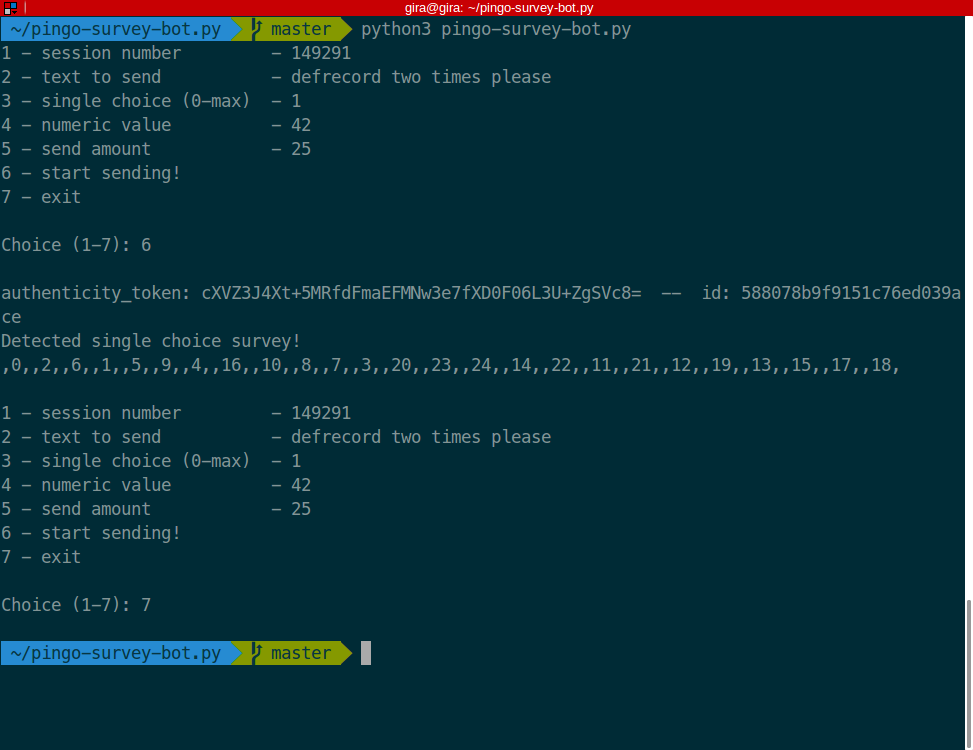 gira@gira: ~/pingo-survey-bot.py
~/pingo-survey-bot.py master python3 pingo-survey-bot.py
1 – session number – 149291
2 – text to send – defrecord two times please
3 – single choice (0–max) – 1
4 – numeric value – 42
5 – send amount – 25
6 – start sending!
7 – exit
Choice (1–7): 6
authenticity_token: cXVZ3J4Xt+5MRfdFmaEFMNw3e7fXD0F06L3U+ZgSVc8= –– id: 588078b9f9151c76ed039a
ce
Detected single choice survey!
,0,,2,,6,,1,,5,,9,,4,,16,,10,,8,,7,,3,,20,,23,,24,,14,,22,,11,,21,,12,,19,,13,,15,,17,,18,
1 – session number – 149291
2 – text to send – defrecord two times please
3 – single choice (0–max) – 1
4 – numeric value – 42
5 – send amount – 25
6 – start sending!
7 – exit
Choice (1–7): 7
~/pingo-survey-bot.py master